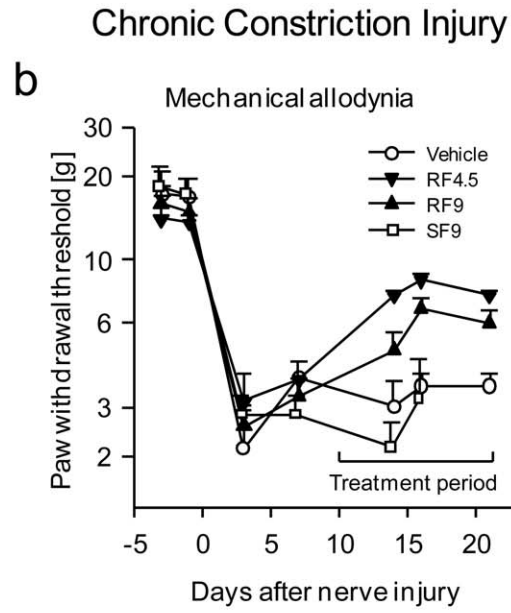 Chronic Constriction Injury
b
Mechanical allodynia
30
20
10
6
3
2
Paw withdrawal threshold [g]
Vehicle
RF4.5
RF9
SF9
Treatment period
-5 0 5 10 15 20
Days after nerve injury